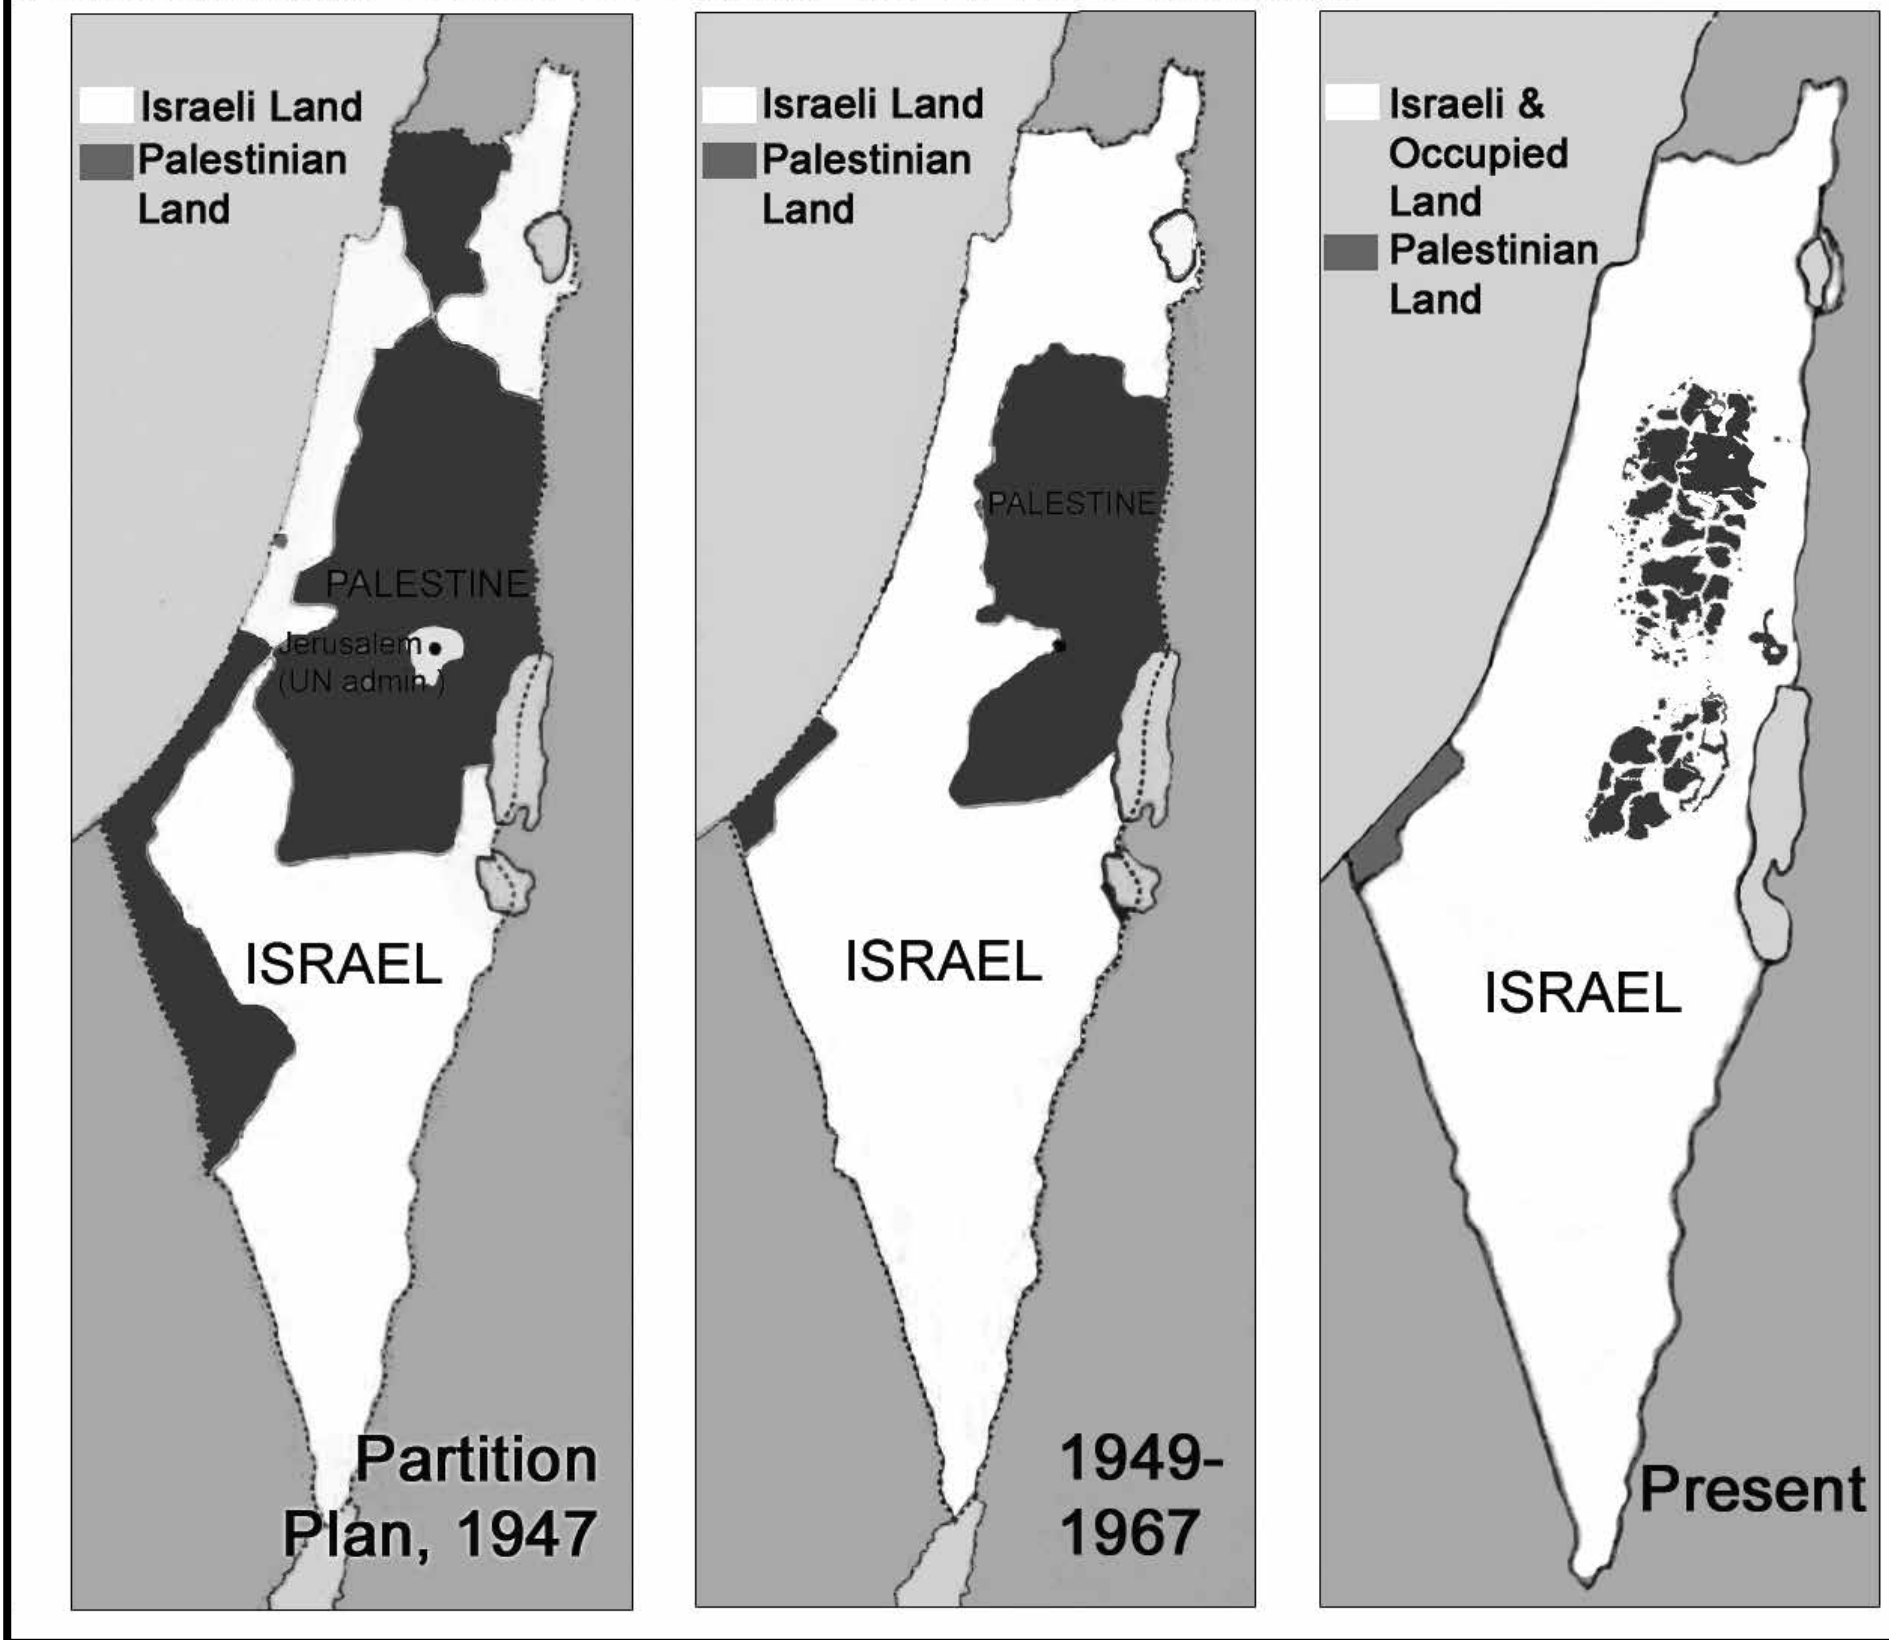 Israeli Land
Palestinian
Land
PALESTINE
Jerusalem
(UN admin.)
ISRAEL
Partition
Plan, 1947
Israeli Land
Palestinian
Land
PALESTINE
ISRAEL
1949-
1967
Israeli &
Occupied
Land
Palestinian
Land
ISRAEL
Present